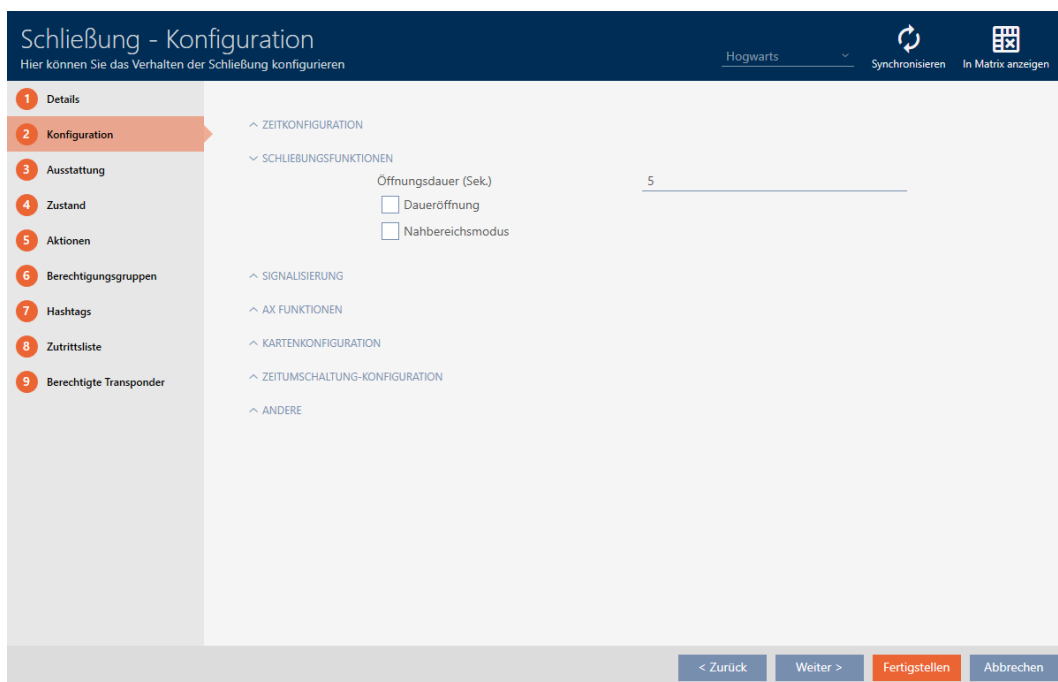 Schließung - Konfiguration
Hier können Sie das Verhalten der Schließung konfigurieren
Hogwarts
Synchronisieren
In Matrix anzeigen
1 Details
2 Konfiguration
3 Ausstattung
4 Zustand
5 Aktionen
6 Berechtigungsgruppen
7 Hashtags
8 Zutrittsliste
9 Berechtigte Transponder
ZEITKONFIGURATION
SCHLIEßUNGSFUNKTIONEN
Öffnungsdauer (Sek.) 5
Daueröffnung
Nahbereichsmodus
SIGNALISIERUNG
AX FUNKTIONEN
KARTENKONFIGURATION
ZEITUMSCHALTUNG-KONFIGURATION
ANDERE
< Zurück
Weiter >
Fertigstellen
Abbrechen